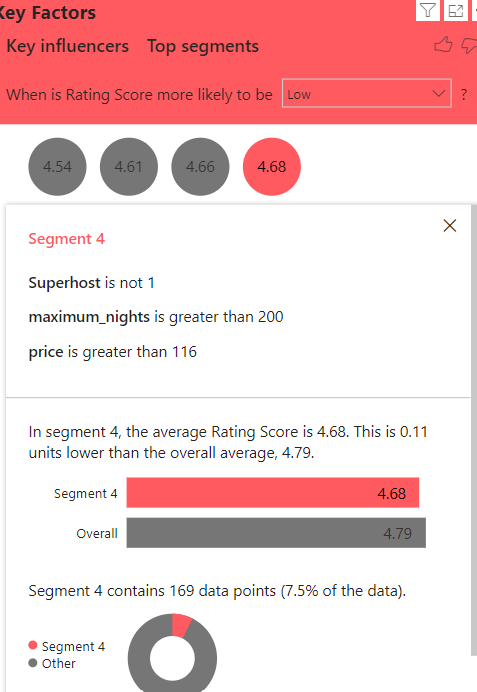 Key Factors
Key influencers Top segments
When is Rating Score more likely to be Low ?
4.54 4.61 4.66 4.68
Segment 4
Superhost is not 1
maximum_nights is greater than 200
price is greater than 116
In segment 4, the average Rating Score is 4.68. This is 0.11
units lower than the overall average, 4.79.
Segment 4 4.68
Overall 4.79
Segment 4 contains 169 data points (7.5% of the data).
Segment 4
Other